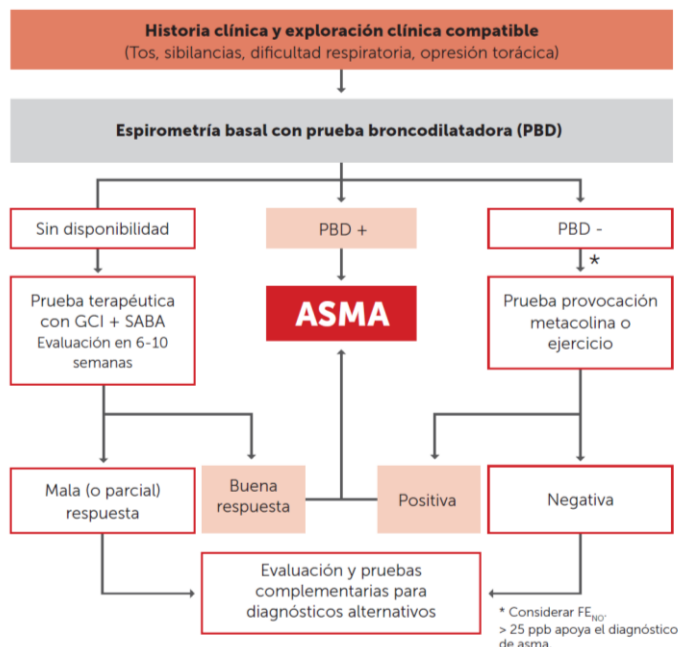 Historia clínica y exploración clínica compatible
(Tos, sibilancias, dificultad respiratoria, opresión torácica)
Espirometría basal con prueba broncodilatadora (PBD)
Sin disponibilidad
PBD +
PBD -
*
Prueba terapéutica
con GCI + SABA
Evaluación en 6-10
semanas
ASMA
Prueba provocación
metacolina o
ejercicio
Mala (o parcial)
respuesta
Buena
respuesta
Positiva
Negativa
Evaluación y pruebas
complementarias para
diagnósticos alternativos
* Considerar FENO.
> 25 ppb apoya el diagnóstico
de asma